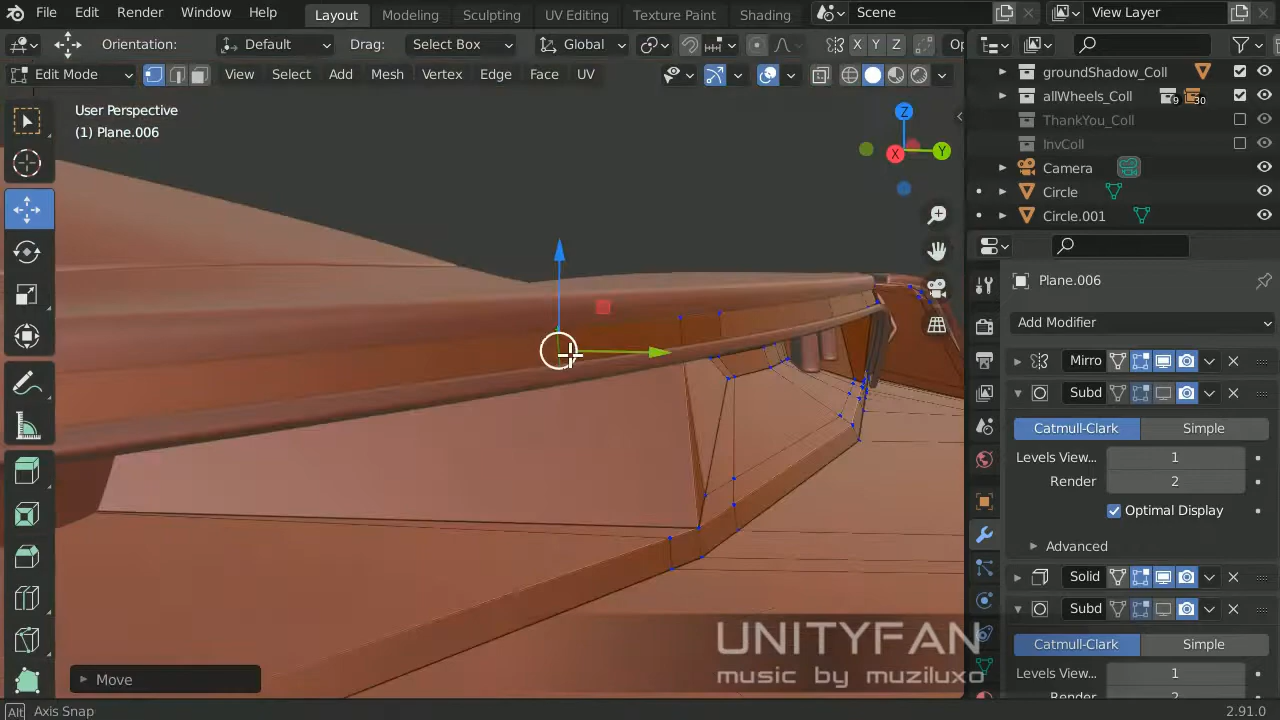 File Edit Render Window Help Layout Modeling Sculpting UV Editing Texture Paint Shading Scene View Layer
Orientation: Default Drag: Select Box Global X Y Z Op
Edit Mode View Select Add Mesh Vertex Edge Face UV
groundShadow_Coll
allWheels_Coll 9 30
ThankYou_Coll
InvColl
Camera
Circle
Circle.001
User Perspective
(1) Plane.006
Z
X Y
Plane.006
Add Modifier
Mirro
Subd
Catmull-Clark Simple
Levels View... 1
Render 2
Optimal Display
Advanced
Solid
Subd
Catmull-Clark Simple
Levels View... 1
UNITYFAN
music by muziluxo
Move
Alt Axis Snap 2.91.0